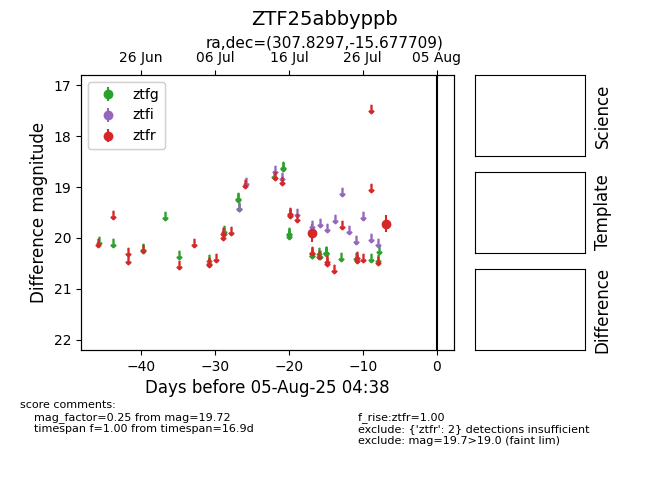 ZTF25abbyppb
ra,dec=(307.8297,-15.677709)
26 Jun 06 Jul 16 Jul 26 Jul 05 Aug
17
18
19
20
21
22
Difference magnitude
ztfg
ztfi
ztfr
−40 −30 −20 −10 0
Days before 05-Aug-25 04:38
Science
Template
Difference
score comments:
mag_factor=0.25 from mag=19.72
timespan f=1.00 from timespan=16.9d
f_rise:ztfr=1.00
exclude: {'ztfr': 2} detections insufficient
exclude: mag=19.7>19.0 (faint lim)